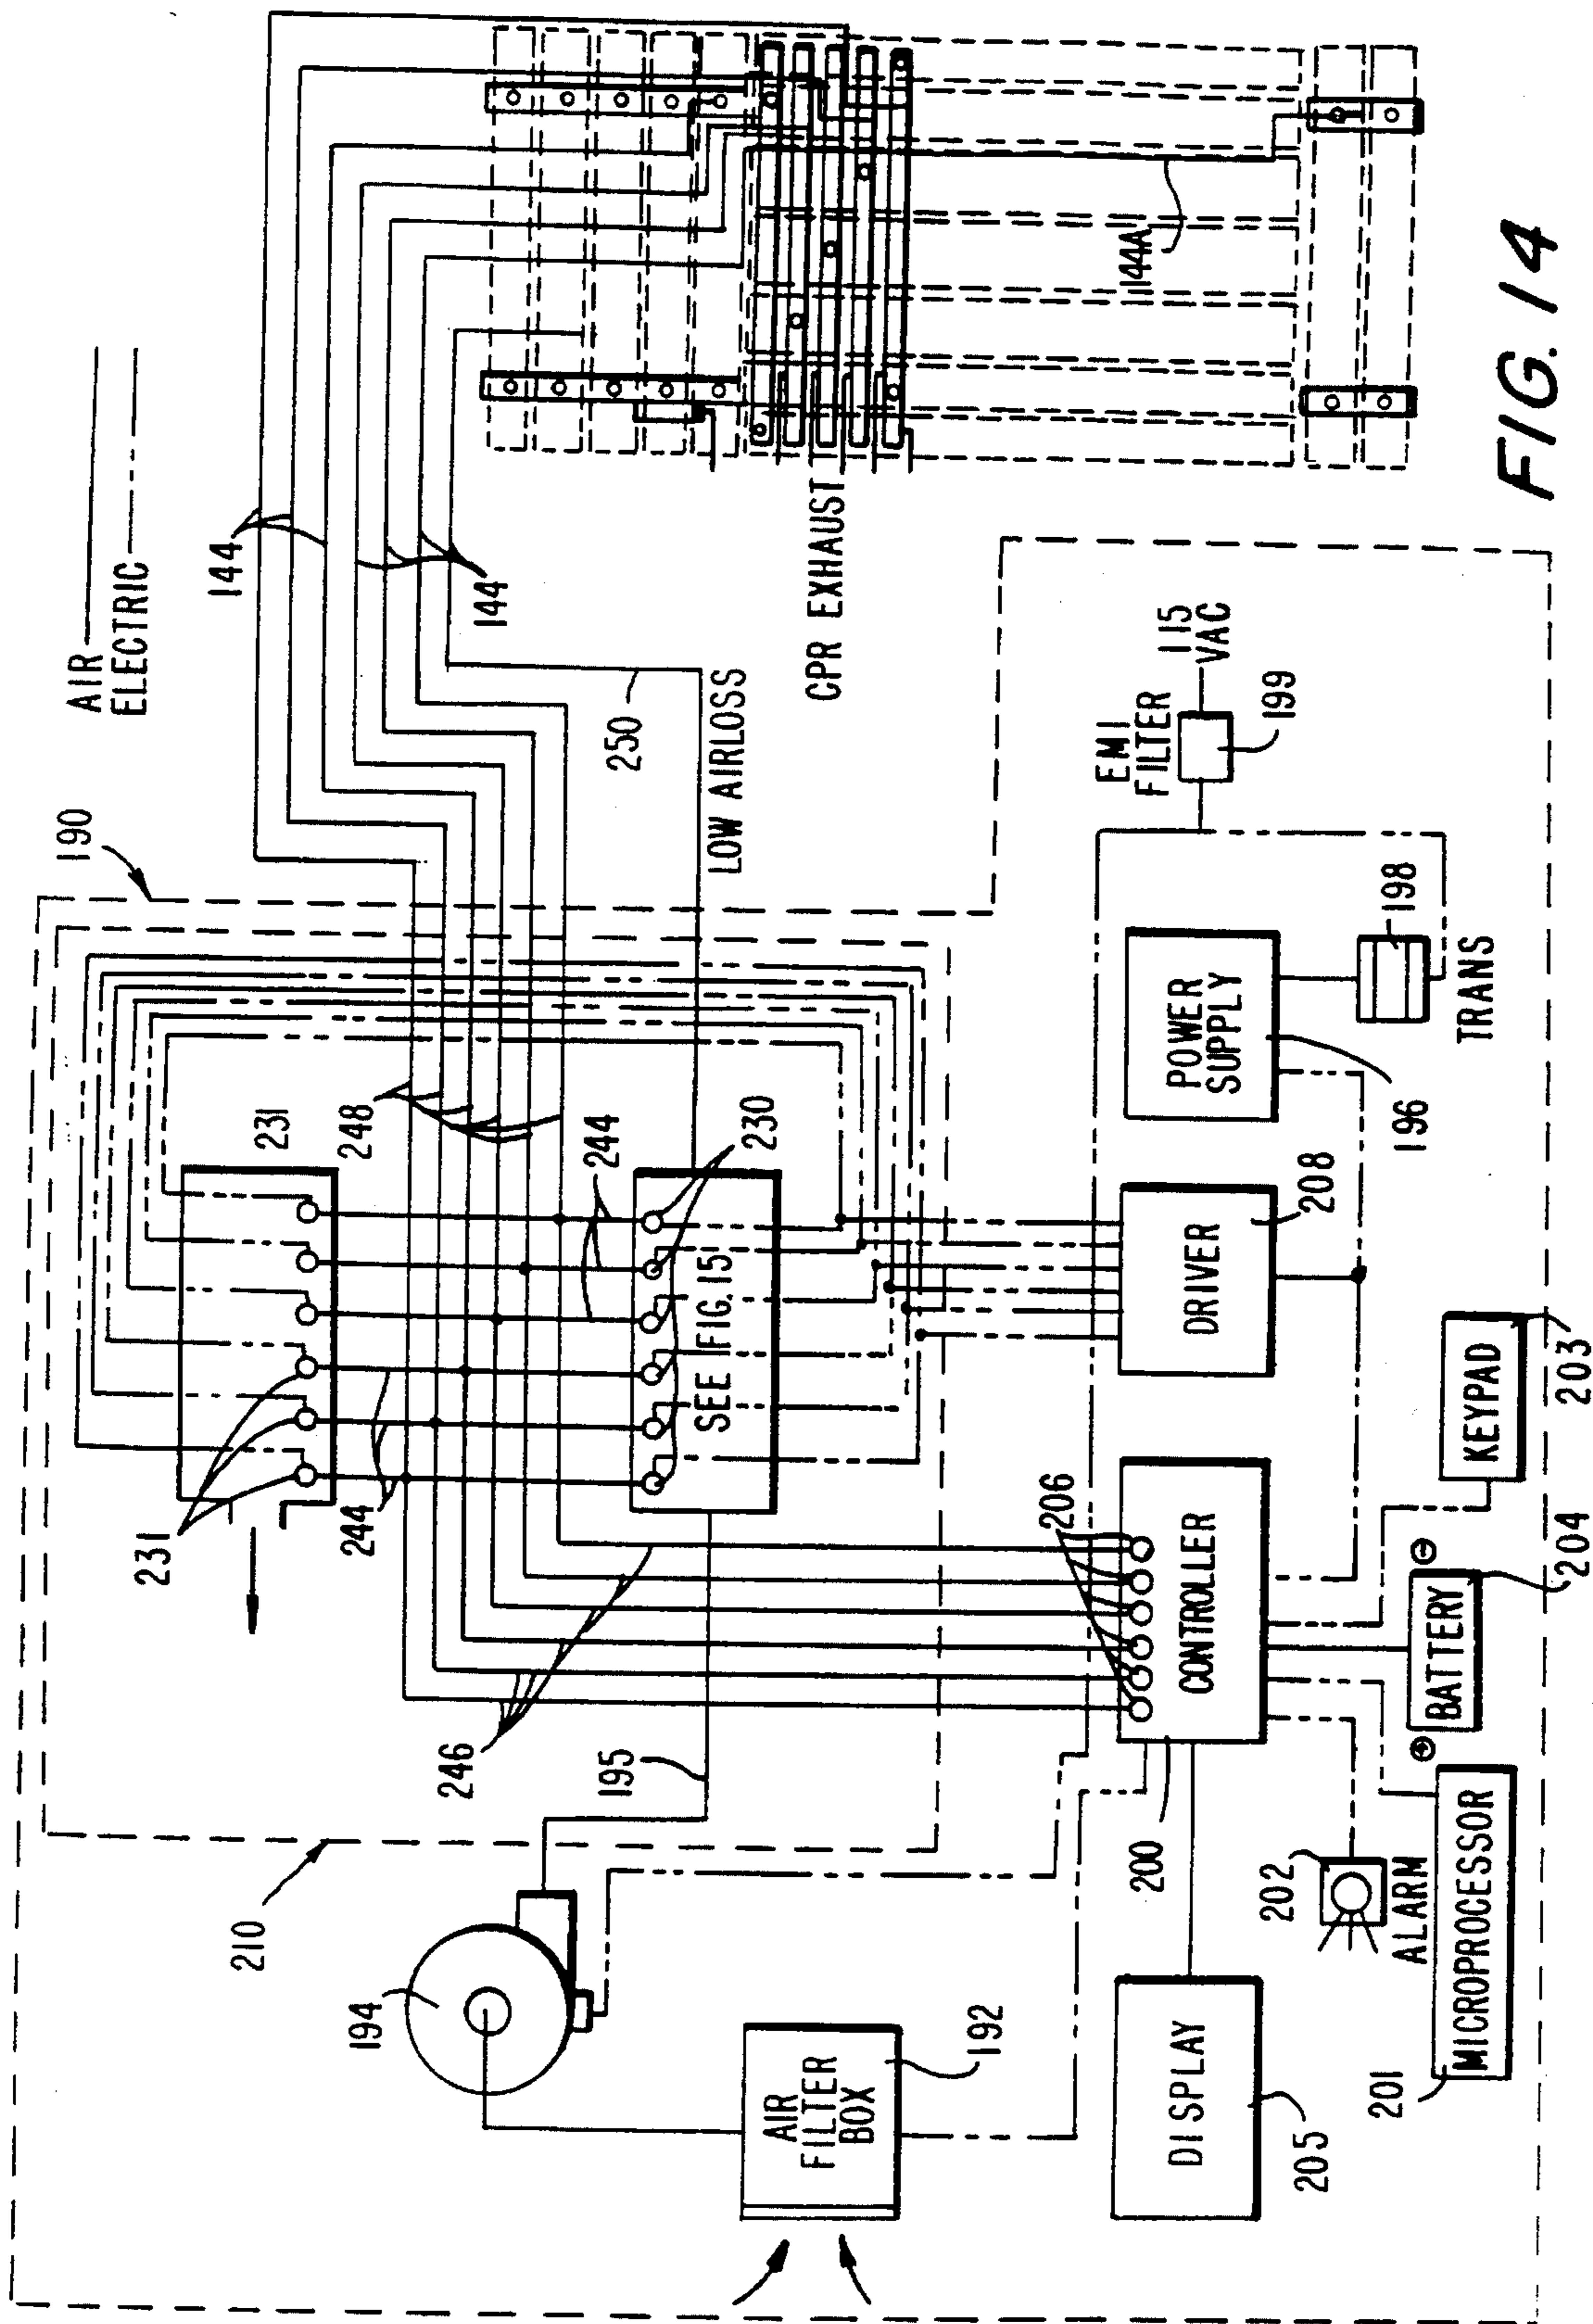 AIR
ELECTRIC
190
210
144
144
231
231
248
244
244
230
SEE FIG. 15
250
LOW AIRLOSS
CPR EXHAUST
144A
246
195
194
AIR
FILTER
BOX
192
206
CONTROLLER
200
DRIVER
208
POWER
SUPPLY
196
EMI
FILTER
115
VAC
199
198
TRANS
DISPLAY
205
202
ALARM
MICROPROCESSOR
201
+
BATTERY
−
204
KEYPAD
203
FIG. 14